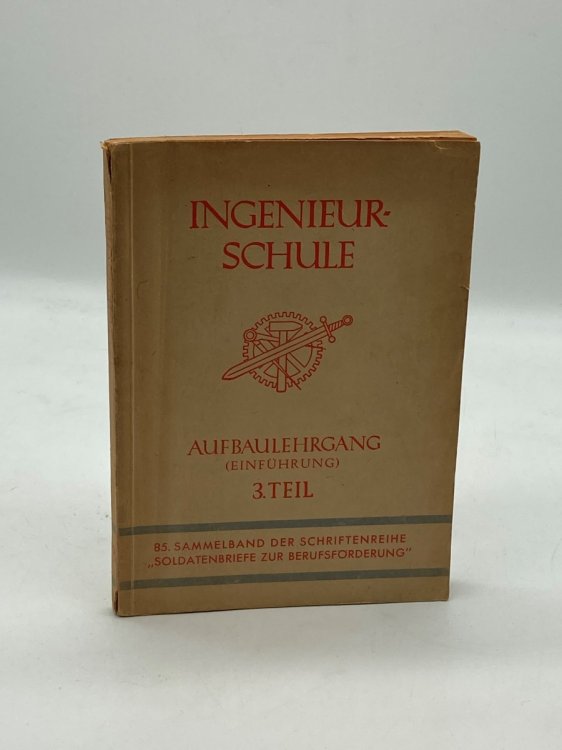 INGENIEUR-
SCHULE
AUFBAULEHRGANG
(EINFÜHRUNG)
3. TEIL
85. SAMMELBAND DER SCHRIFTENREIHE
„SOLDATENBRIEFE ZUR BERUFSFÖRDERUNG"